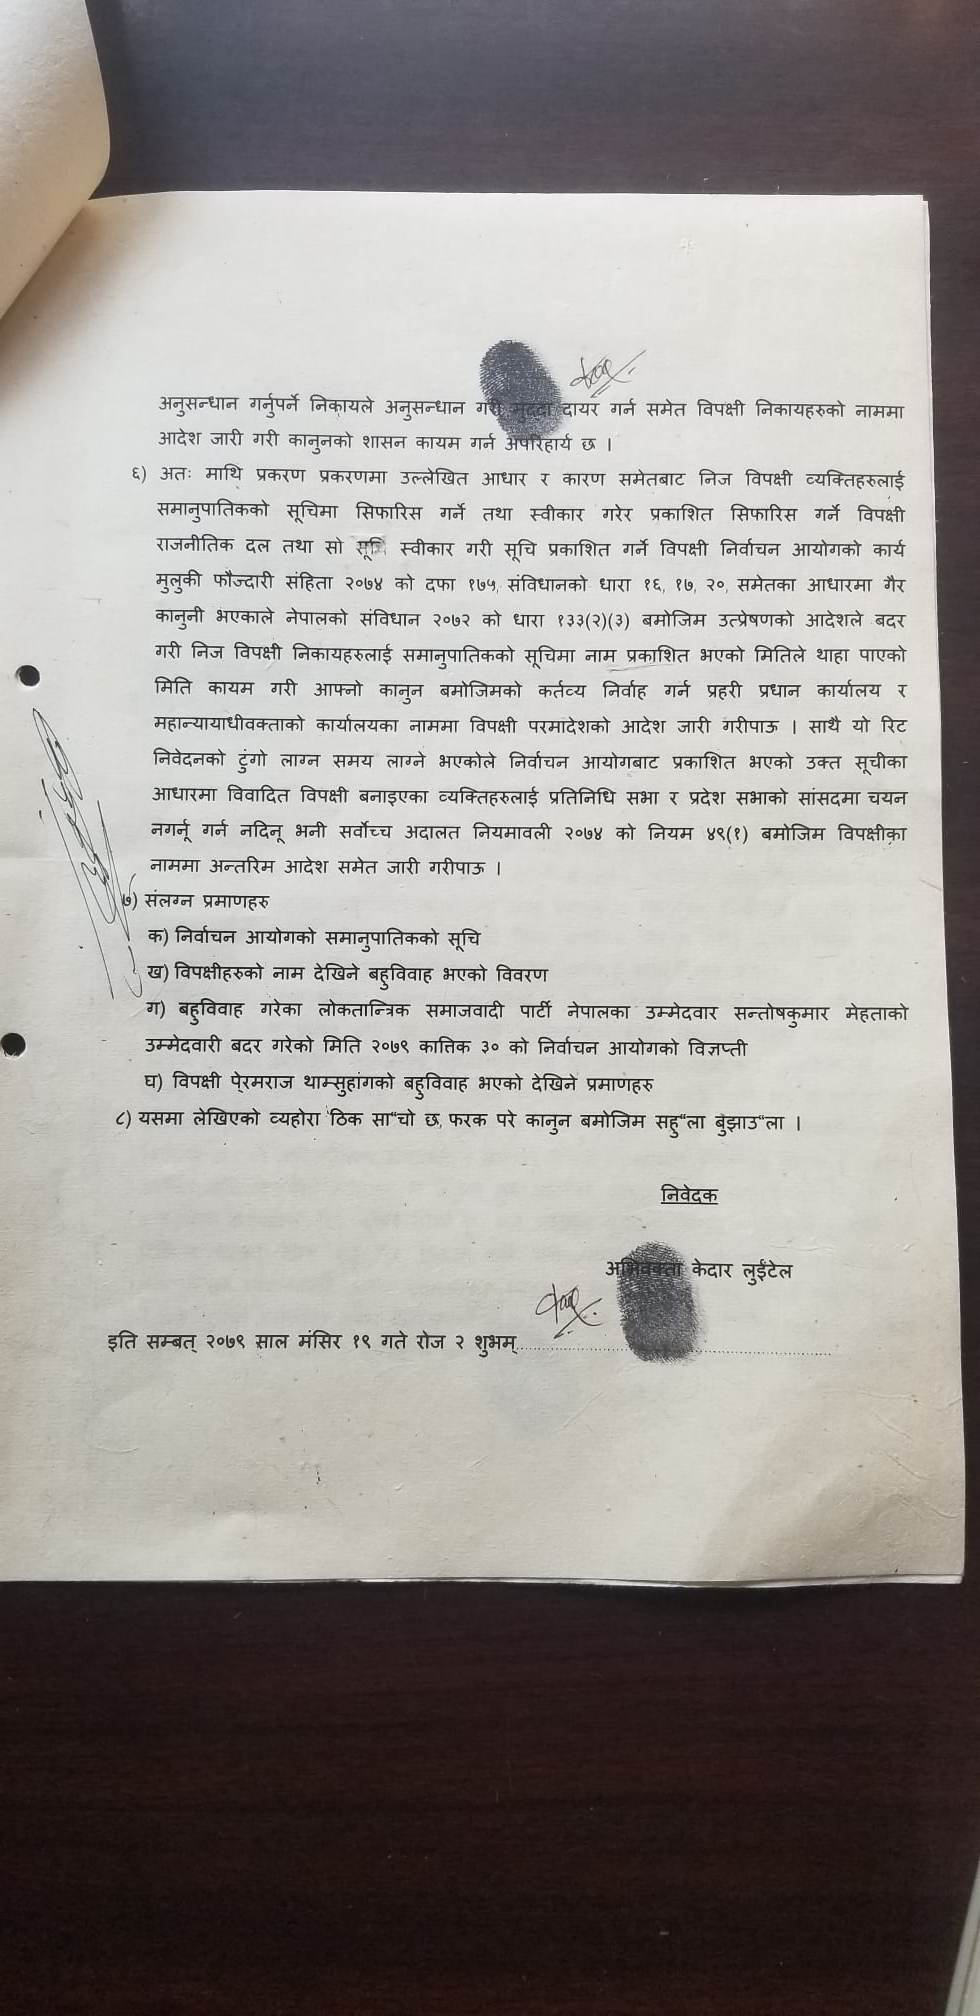 अनुसन्धान गर्नुपर्ने निकायले अनुसन्धान गरी मुद्दा दायर गर्न समेत विपक्षी निकायहरुको नाममा
आदेश जारी गरी कानुनको शासन कायम गर्न अपरिहार्य छ ।
६) अतः माथि प्रकरण प्रकरणमा उल्लेखित आधार र कारण समेतबाट निज विपक्षी व्यक्तिहरुलाई
समानुपातिकको सूचिमा सिफारिस गर्ने तथा स्वीकार गरेर प्रकाशित सिफारिस गर्ने विपक्षी
राजनीतिक दल तथा सो सूचि स्वीकार गरी सूचि प्रकाशित गर्ने विपक्षी निर्वाचन आयोगको कार्य
मुलुकी फौज्दारी संहिता २०७४ को दफा १७५, संविधानको धारा १६, १७, २०, समेतका आधारमा गैर
कानुनी भएकाले नेपालको संविधान २०७२ को धारा १३३(२)(३) बमोजिम उत्प्रेषणको आदेशले बदर
गरी निज विपक्षी निकायहरुलाई समानुपातिकको सूचिमा नाम प्रकाशित भएको मितिले थाहा पाएको
मिति कायम गरी आफ्नो कानुन बमोजिमको कर्तव्य निर्वाह गर्न प्रहरी प्रधान कार्यालय र
महान्यायाधीवक्ताको कार्यालयका नाममा विपक्षी परमादेशको आदेश जारी गरीपाऊ । साथै यो रिट
निवेदनको टुंगो लाग्न समय लाग्ने भएकोले निर्वाचन आयोगबाट प्रकाशित भएको उक्त सूचीका
आधारमा विवादित विपक्षी बनाइएका व्यक्तिहरुलाई प्रतिनिधि सभा र प्रदेश सभाको सांसदमा चयन
नगर्नू गर्न नदिनू भनी सर्वोच्च अदालत नियमावली २०७४ को नियम ४९(१) बमोजिम विपक्षीका
नाममा अन्तरिम आदेश समेत जारी गरीपाऊ ।
७) संलग्न प्रमाणहरु
क) निर्वाचन आयोगको समानुपातिकको सूचि
ख) विपक्षीहरुको नाम देखिने बहुविवाह भएको विवरण
ग) बहुविवाह गरेका लोकतान्त्रिक समाजवादी पार्टी नेपालका उम्मेदवार सन्तोषकुमार मेहताको
उम्मेदवारी बदर गरेको मिति २०७९ कात्तिक ३० को निर्वाचन आयोगको विज्ञप्ती
घ) विपक्षी पे्रमराज थाम्सुहांगको बहुविवाह भएको देखिने प्रमाणहरु
८) यसमा लेखिएको व्यहोरा ठिक सा“चो छ, फरक परे कानुन बमोजिम सहु“ला बुझाउ“ला ।
निवेदक
अधिवक्ता केदार लुईंटेल
इति सम्बत् २०७९ साल मंसिर १९ गते रोज २ शुभम्